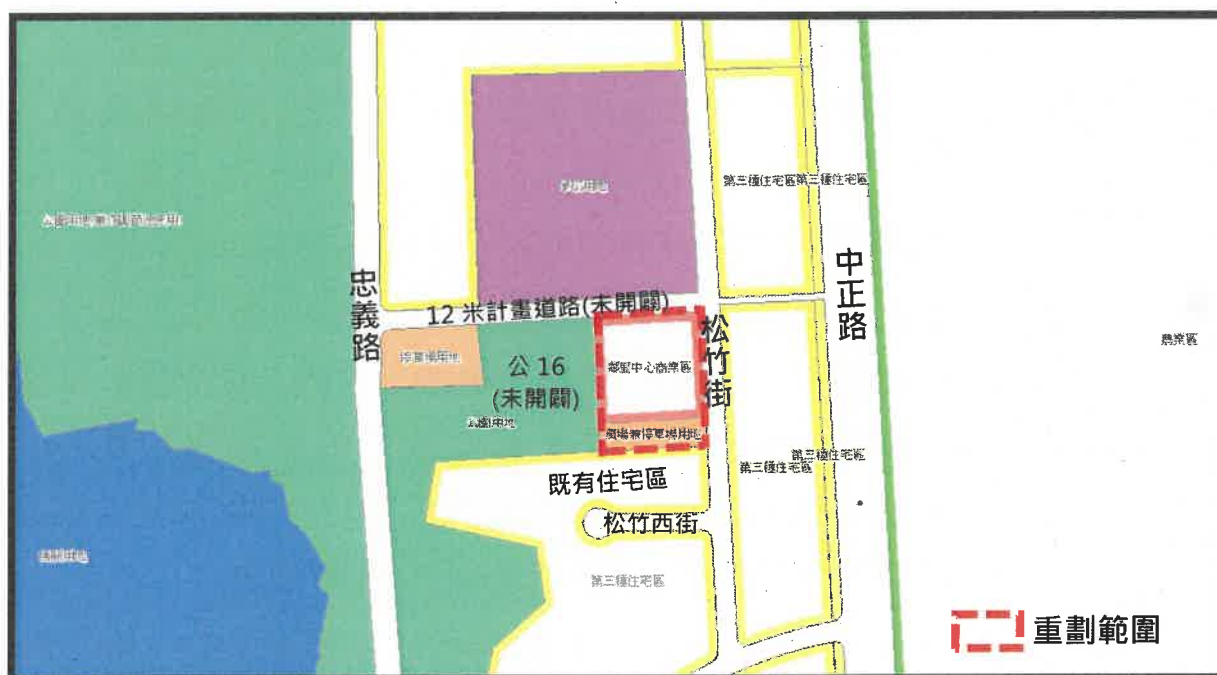 第三種住宅區
第三種住宅區
中正路
忠義路
12 米計畫道路(未開闢)
松竹街
停車場用地
公 16
(未開闢)
鄰里中心商業區
農業區
公園用地
廣場兼停車場用地
第三種住宅區
第三種住宅區
既有住宅區
松竹西街
第三種住宅區
重劃範圍